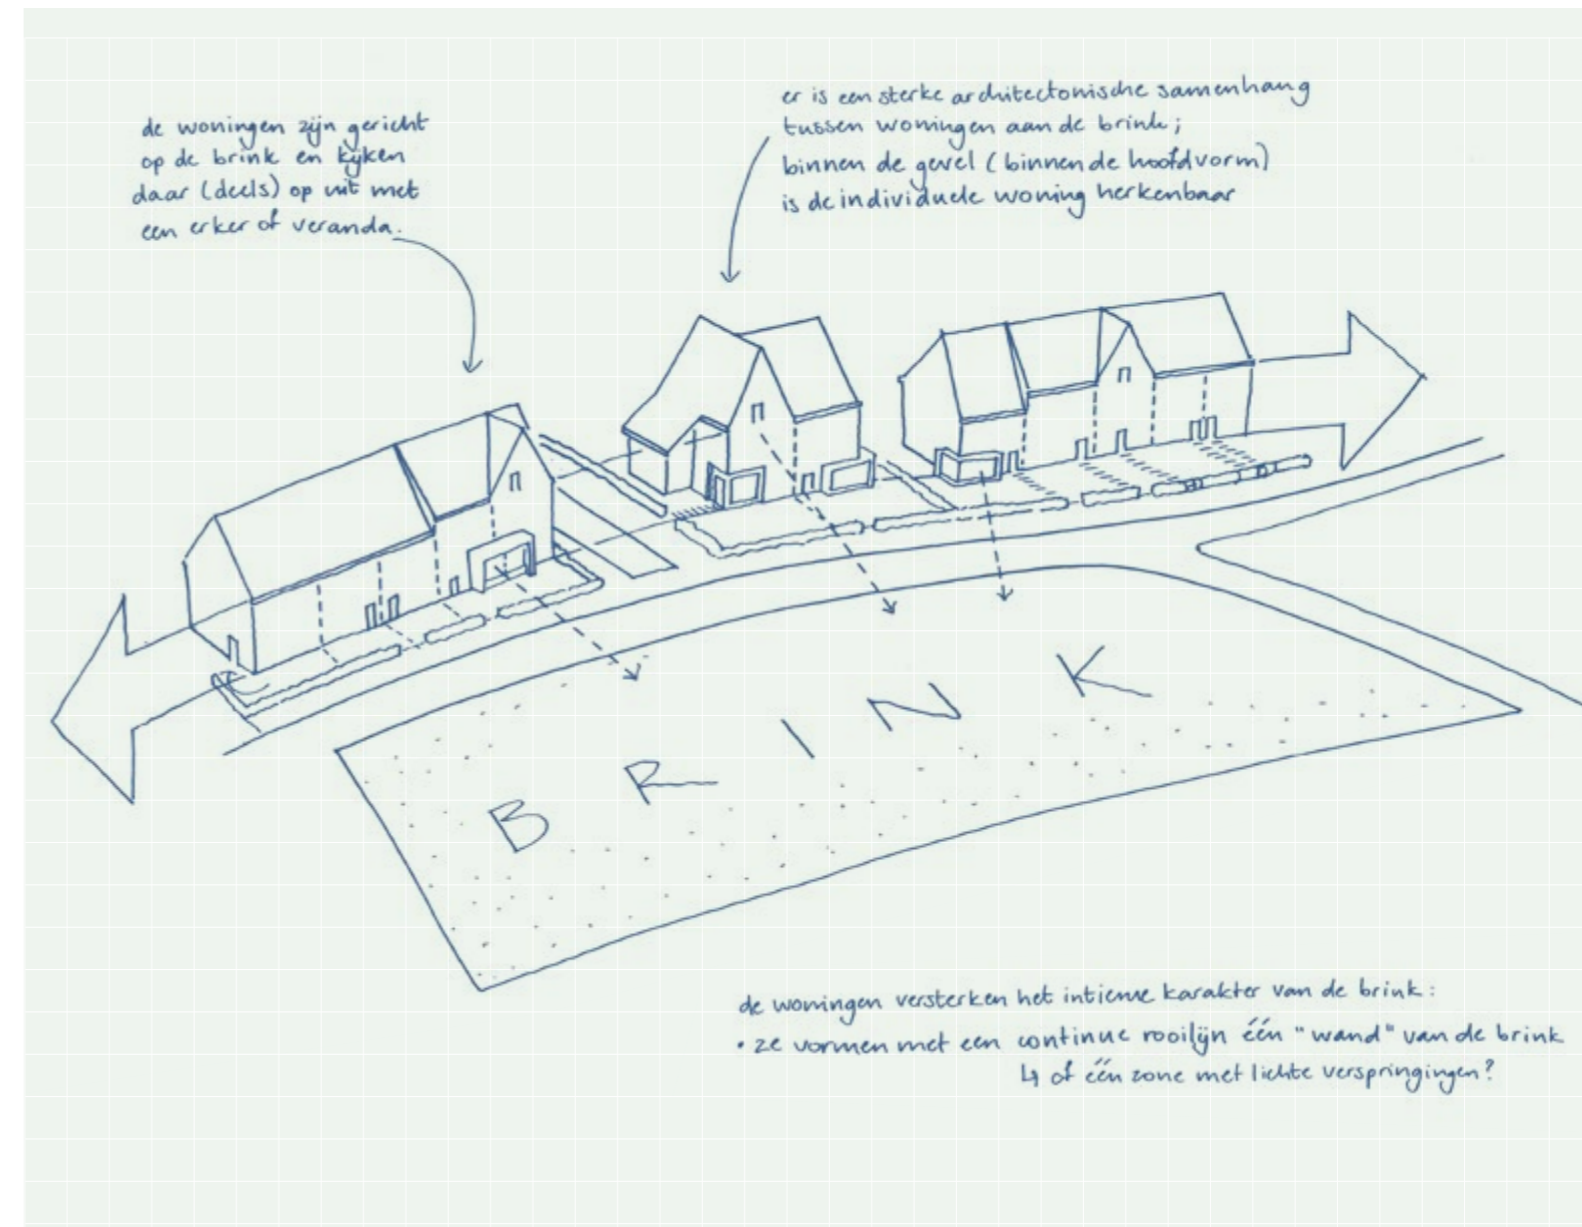 de woningen zijn gericht
op de brink en kijken
daar (deels) op uit met
een erker of veranda.
er is een sterke architectonische samenhang
tussen woningen aan de brink;
binnen de gevel (binnen de hoofdvorm)
is de individuele woning herkenbaar
BRINK
de woningen versterken het intieme karakter van de brink:
• ze vormen met een continue rooilijn één "wand" van de brink
↳ of één zone met lichte verspringingen?